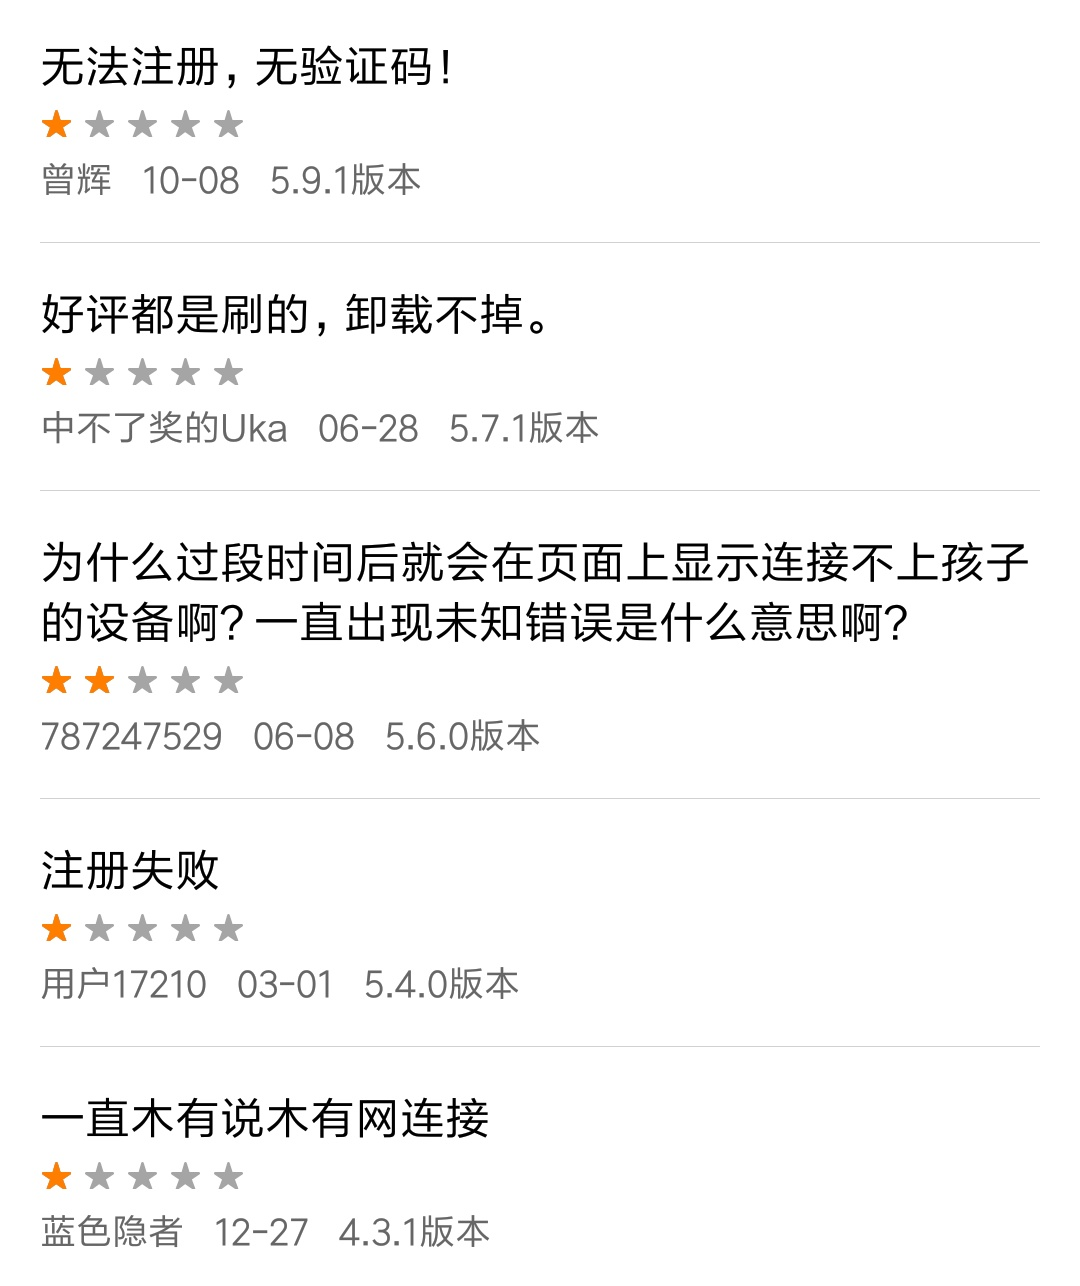 无法注册，无验证码！
曾辉 10-08 5.9.1版本
好评都是刷的，卸载不掉。
中不了奖的Uka 06-28 5.7.1版本
为什么过段时间后就会在页面上显示连接不上孩子
的设备啊？一直出现未知错误是什么意思啊？
787247529 06-08 5.6.0版本
注册失败
用户17210 03-01 5.4.0版本
一直木有说木有网连接
蓝色隐者 12-27 4.3.1版本